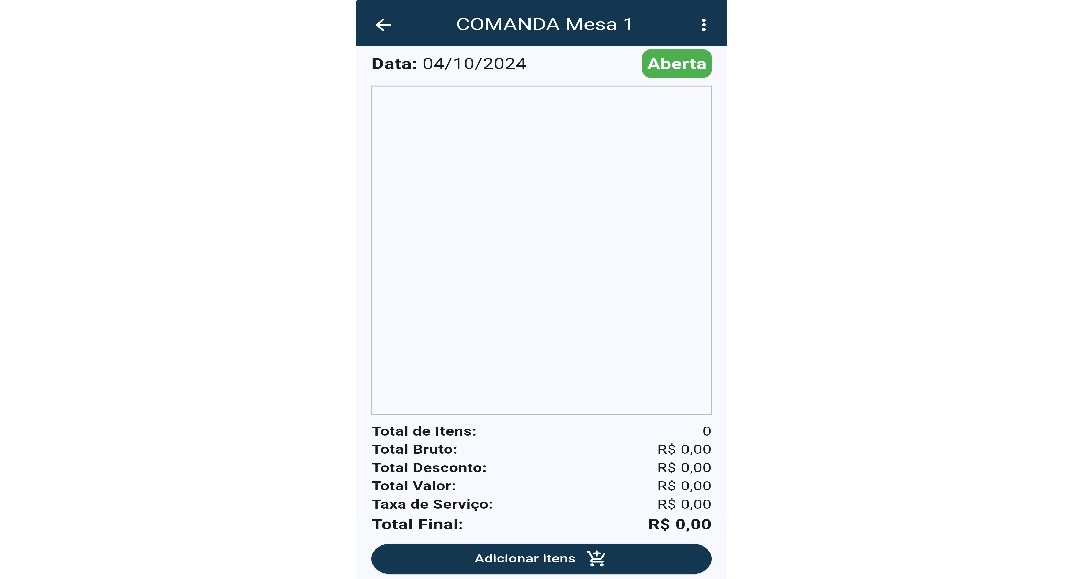 COMANDA Mesa 1
Data: 04/10/2024 Aberta
Total de Itens: 0
Total Bruto: R$ 0,00
Total Desconto: R$ 0,00
Total Valor: R$ 0,00
Taxa de Serviço: R$ 0,00
Total Final: R$ 0,00
Adicionar itens